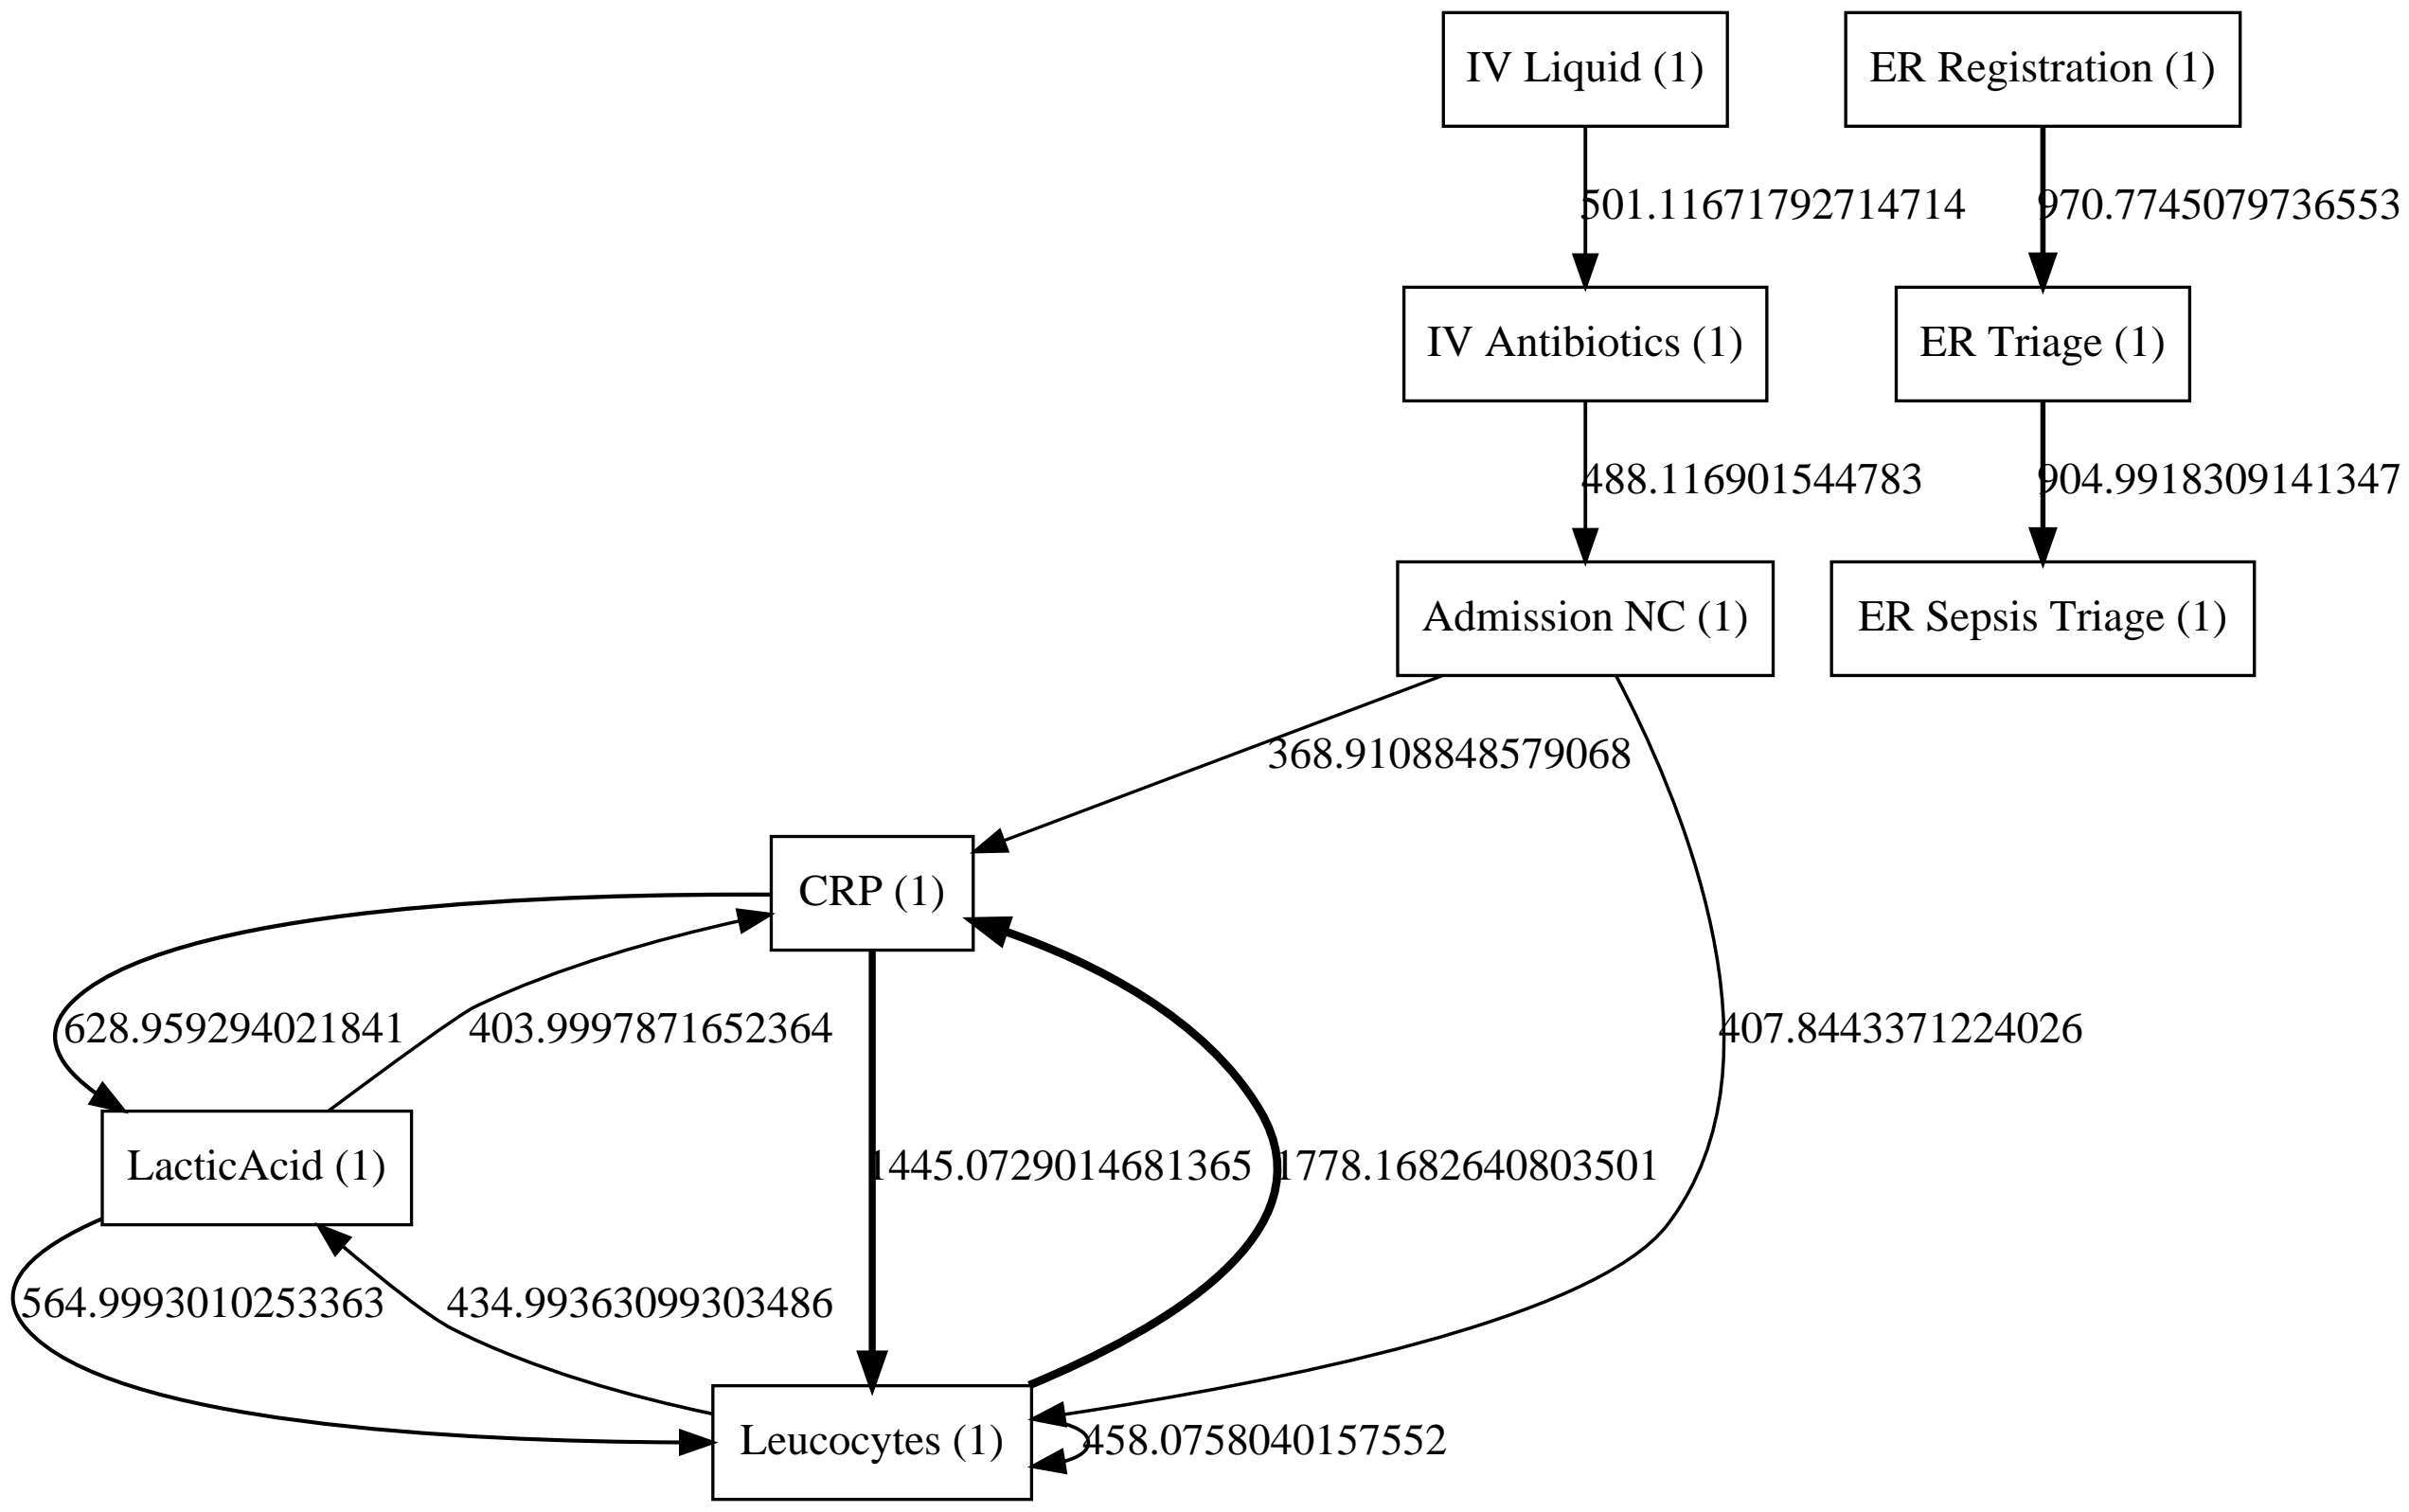 IV Liquid (1)
ER Registration (1)
501.11671792714714
970.7745079736553
IV Antibiotics (1)
ER Triage (1)
488.116901544783
904.9918309141347
Admission NC (1)
ER Sepsis Triage (1)
368.9108848579068
CRP (1)
628.959294021841
403.9997871652364
407.8443371224026
LacticAcid (1)
1445.0729014681365
1778.1682640803501
564.9993010253363
434.99363099303486
Leucocytes (1)
458.0758040157552